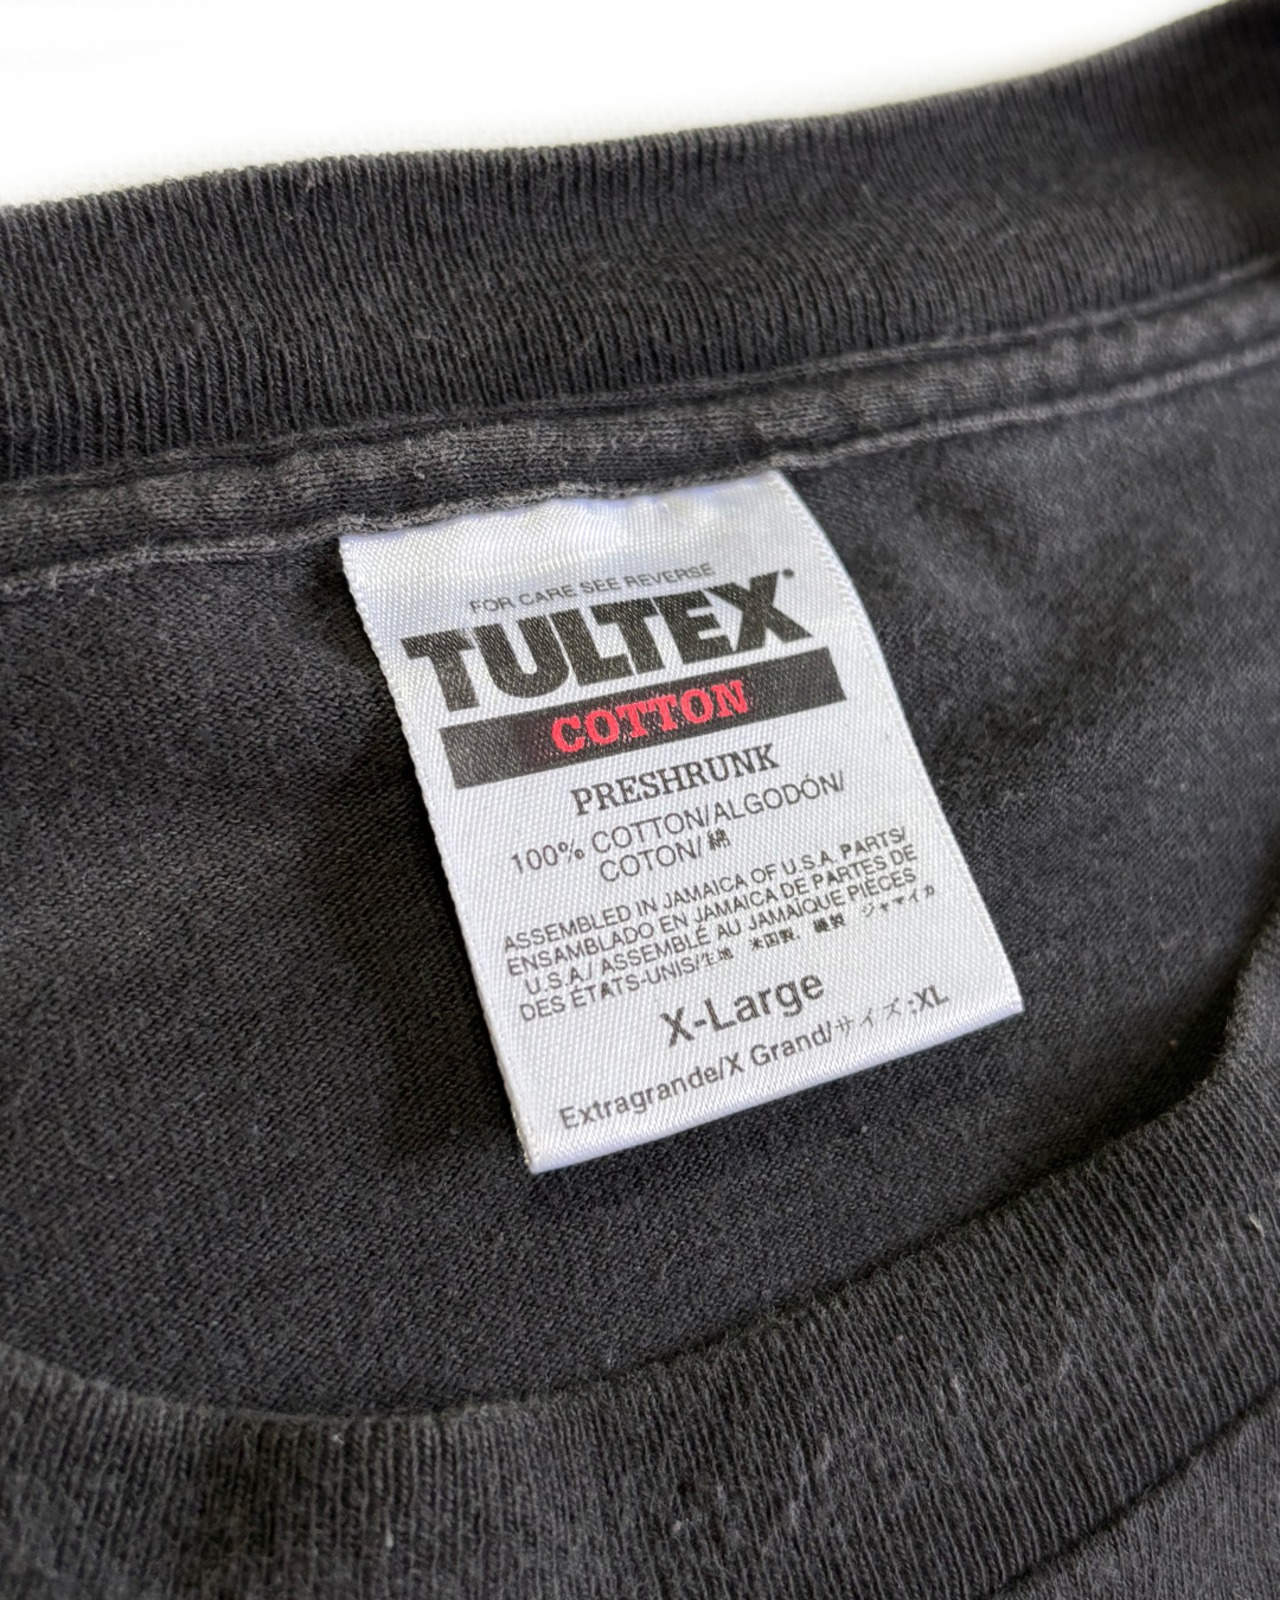 FOR CARE SEE REVERSE
TULTEX
COTTON
PRESHRUNK
100% COTTON/ALGODÓN/
COTON/綿
ASSEMBLED IN JAMAICA OF U.S.A. PARTS/
ENSAMBLADO EN JAMAICA DE PARTES DE
U.S.A./ ASSEMBLÉ AU JAMAÏQUE PIÈCES
DES ÉTATS-UNIS/生地 米国製, 縫製 ジャマイカ
X-Large
Extragrande/X Grand/サイズ:XL